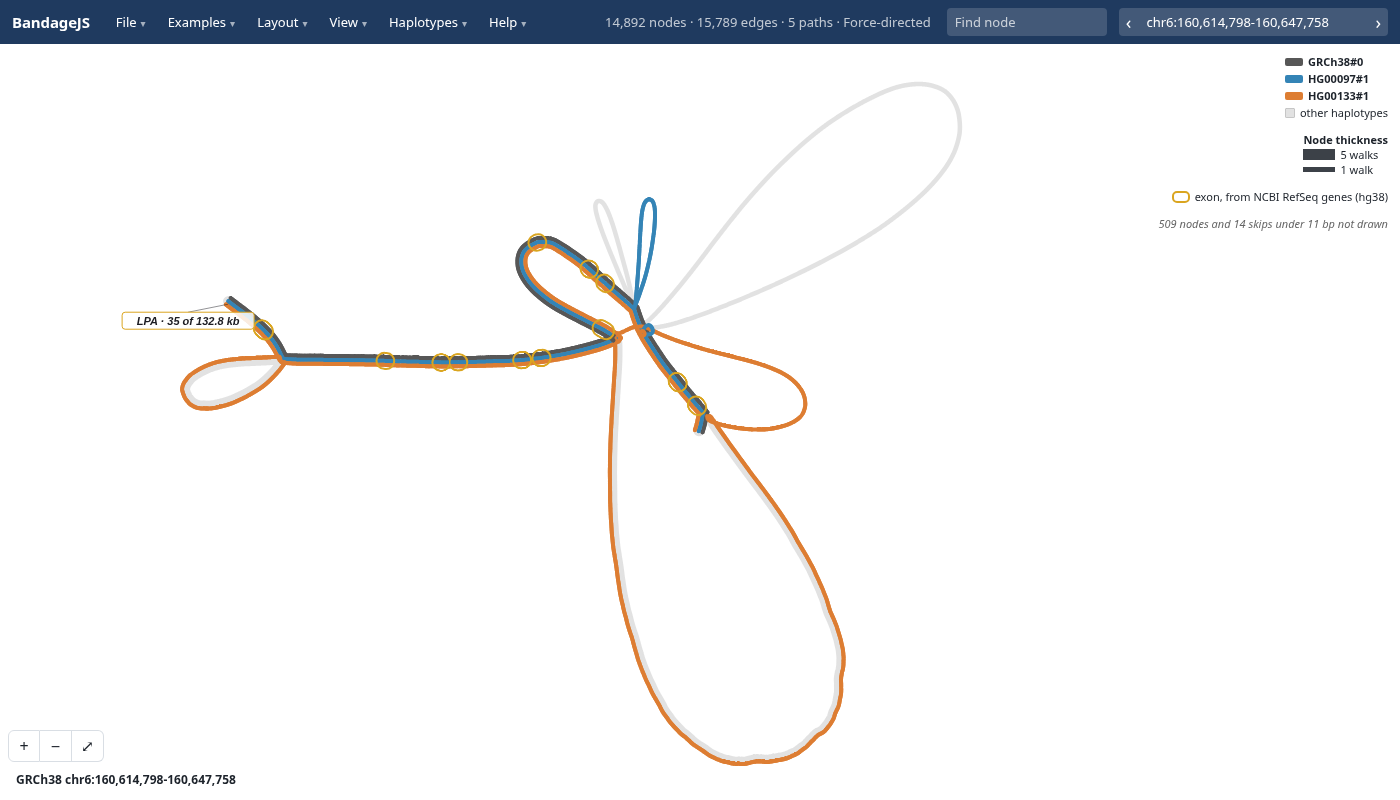 BandageJS File ▾ Examples ▾ Layout ▾ View ▾ Haplotypes ▾ Help ▾ 14,892 nodes · 15,789 edges · 5 paths · Force-directed Find node ‹ chr6:160,614,798-160,647,758 ›
GRCh38#0
HG00097#1
HG00133#1
other haplotypes
Node thickness
5 walks
1 walk
exon, from NCBI RefSeq genes (hg38)
509 nodes and 14 skips under 11 bp not drawn
LPA · 35 of 132.8 kb
+ − ⤢
GRCh38 chr6:160,614,798-160,647,758